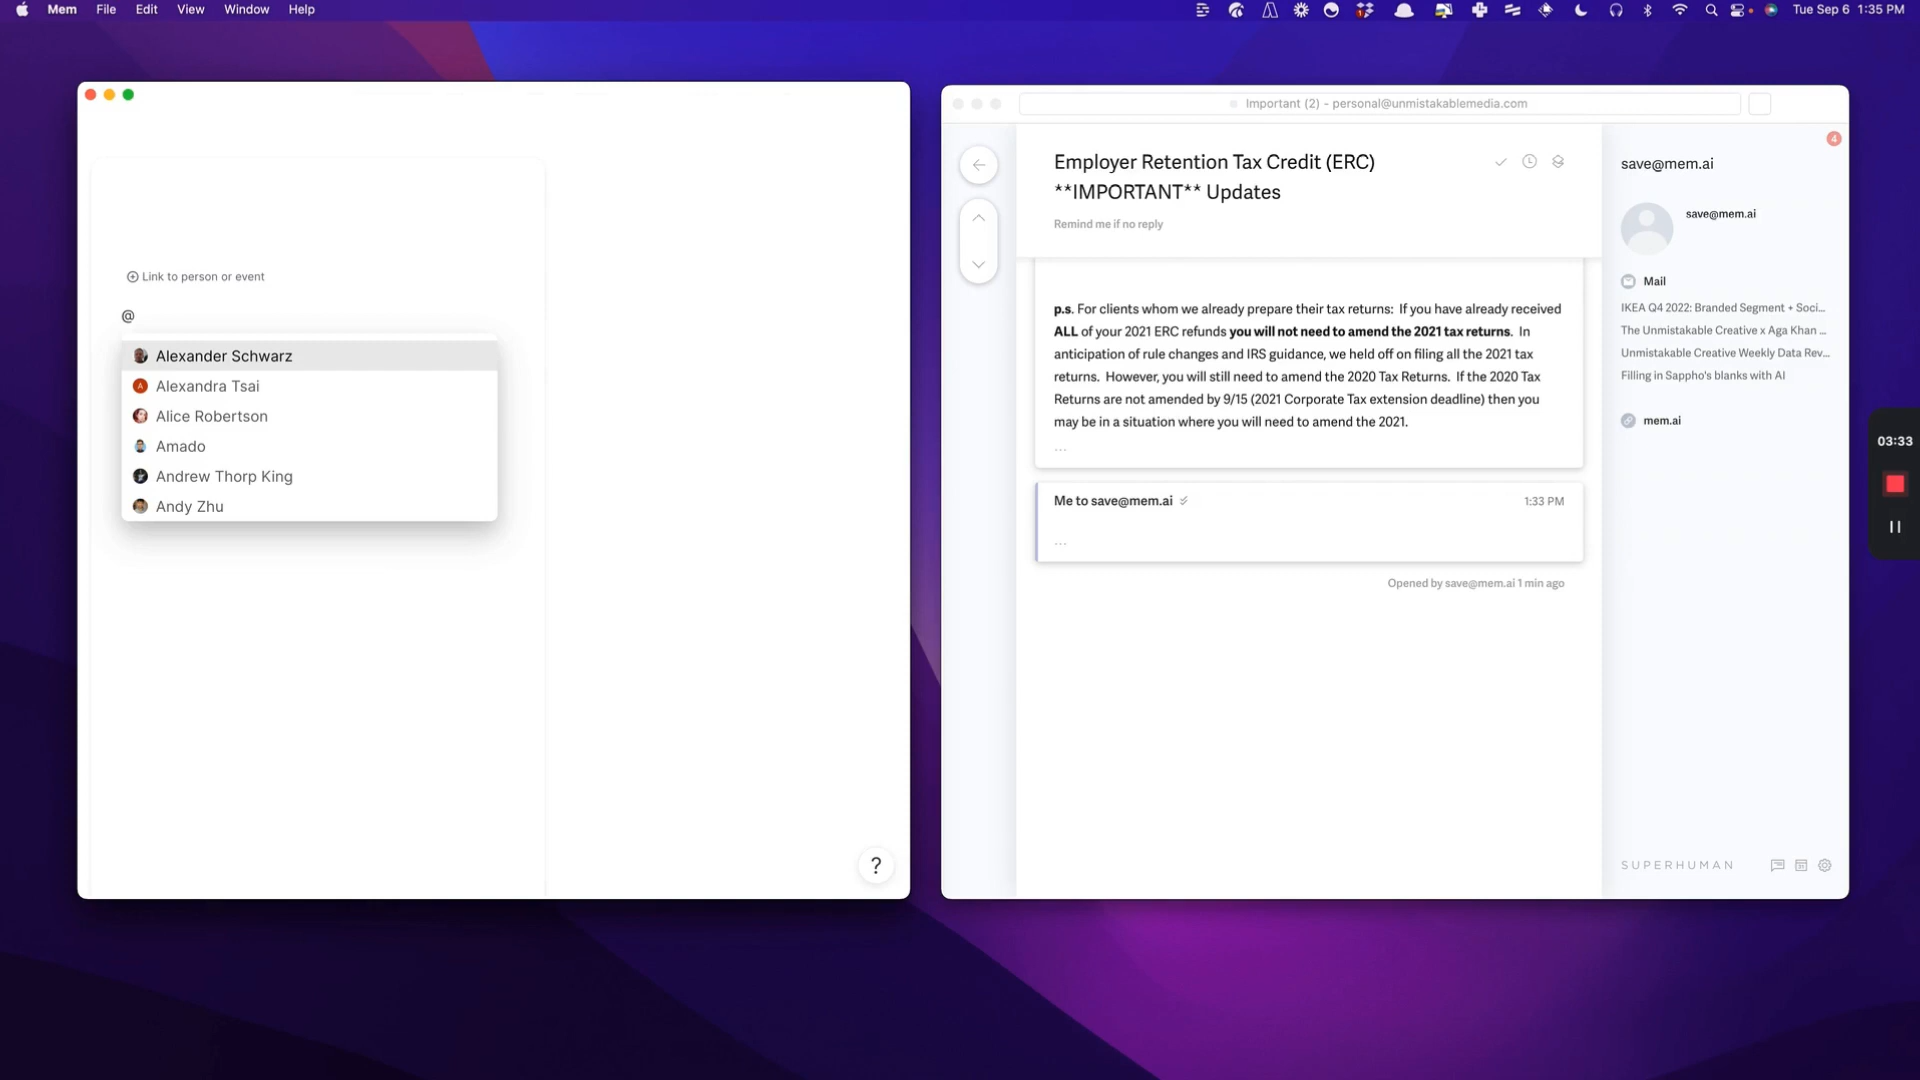 Mem File Edit View Window Help
Tue Sep 6 1:35 PM
Link to person or event
@
Alexander Schwarz
A Alexandra Tsai
Alice Robertson
Amado
Andrew Thorp King
Andy Zhu
?
Important (2) - personal@unmistakablemedia.com
Employer Retention Tax Credit (ERC)
**IMPORTANT** Updates
Remind me if no reply
p.s. For clients whom we already prepare their tax returns: If you have already received
ALL of your 2021 ERC refunds you will not need to amend the 2021 tax returns. In
anticipation of rule changes and IRS guidance, we held off on filing all the 2021 tax
returns. However, you will still need to amend the 2020 Tax Returns. If the 2020 Tax
Returns are not amended by 9/15 (2021 Corporate Tax extension deadline) then you
may be in a situation where you will need to amend the 2021.
...
Me to save@mem.ai 1:33 PM
...
Opened by save@mem.ai 1 min ago
4
save@mem.ai
save@mem.ai
Mail
IKEA Q4 2022: Branded Segment + Soci...
The Unmistakable Creative x Aga Khan ...
Unmistakable Creative Weekly Data Rev...
Filling in Sappho's blanks with AI
mem.ai
SUPERHUMAN
03:33